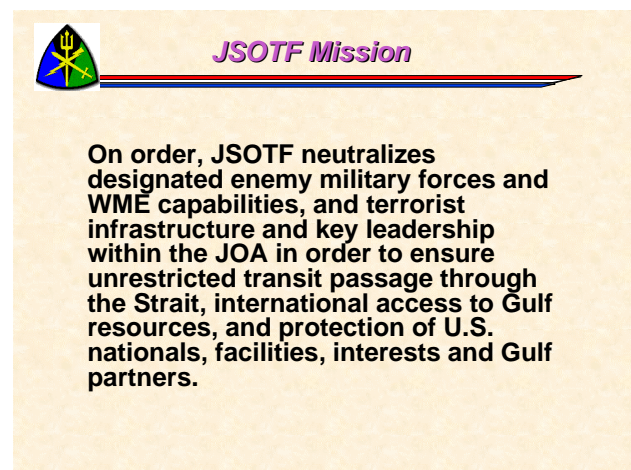 JSOTF Mission
On order, JSOTF neutralizes
designated enemy military forces and
WME capabilities, and terrorist
infrastructure and key leadership
within the JOA in order to ensure
unrestricted transit passage through
the Strait, international access to Gulf
resources, and protection of U.S.
nationals, facilities, interests and Gulf
partners.